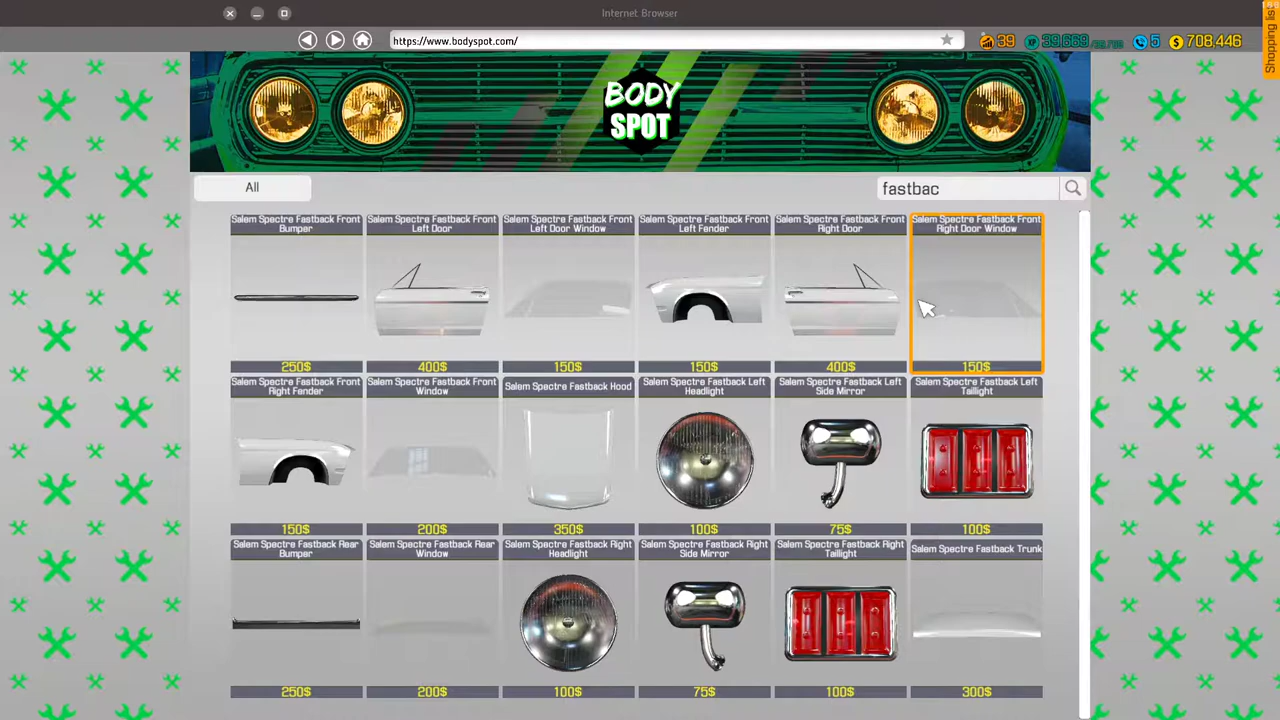 Internet Browser
https://www.bodyspot.com/
39
XP 39,669
5
$ 708,446
Shopping list
BODY
SPOT
All
fastbac
Salem Spectre Fastback Front
Bumper
250$
Salem Spectre Fastback Front
Left Door
400$
Salem Spectre Fastback Front
Left Door Window
150$
Salem Spectre Fastback Front
Left Fender
150$
Salem Spectre Fastback Front
Right Door
400$
Salem Spectre Fastback Front
Right Door Window
150$
Salem Spectre Fastback Front
Right Fender
150$
Salem Spectre Fastback Front
Window
200$
Salem Spectre Fastback Hood
350$
Salem Spectre Fastback Left
Headlight
100$
Salem Spectre Fastback Left
Side Mirror
75$
Salem Spectre Fastback Left
Taillight
100$
Salem Spectre Fastback Rear
Bumper
250$
Salem Spectre Fastback Rear
Window
200$
Salem Spectre Fastback Right
Headlight
100$
Salem Spectre Fastback Right
Side Mirror
75$
Salem Spectre Fastback Right
Taillight
100$
Salem Spectre Fastback Trunk
300$